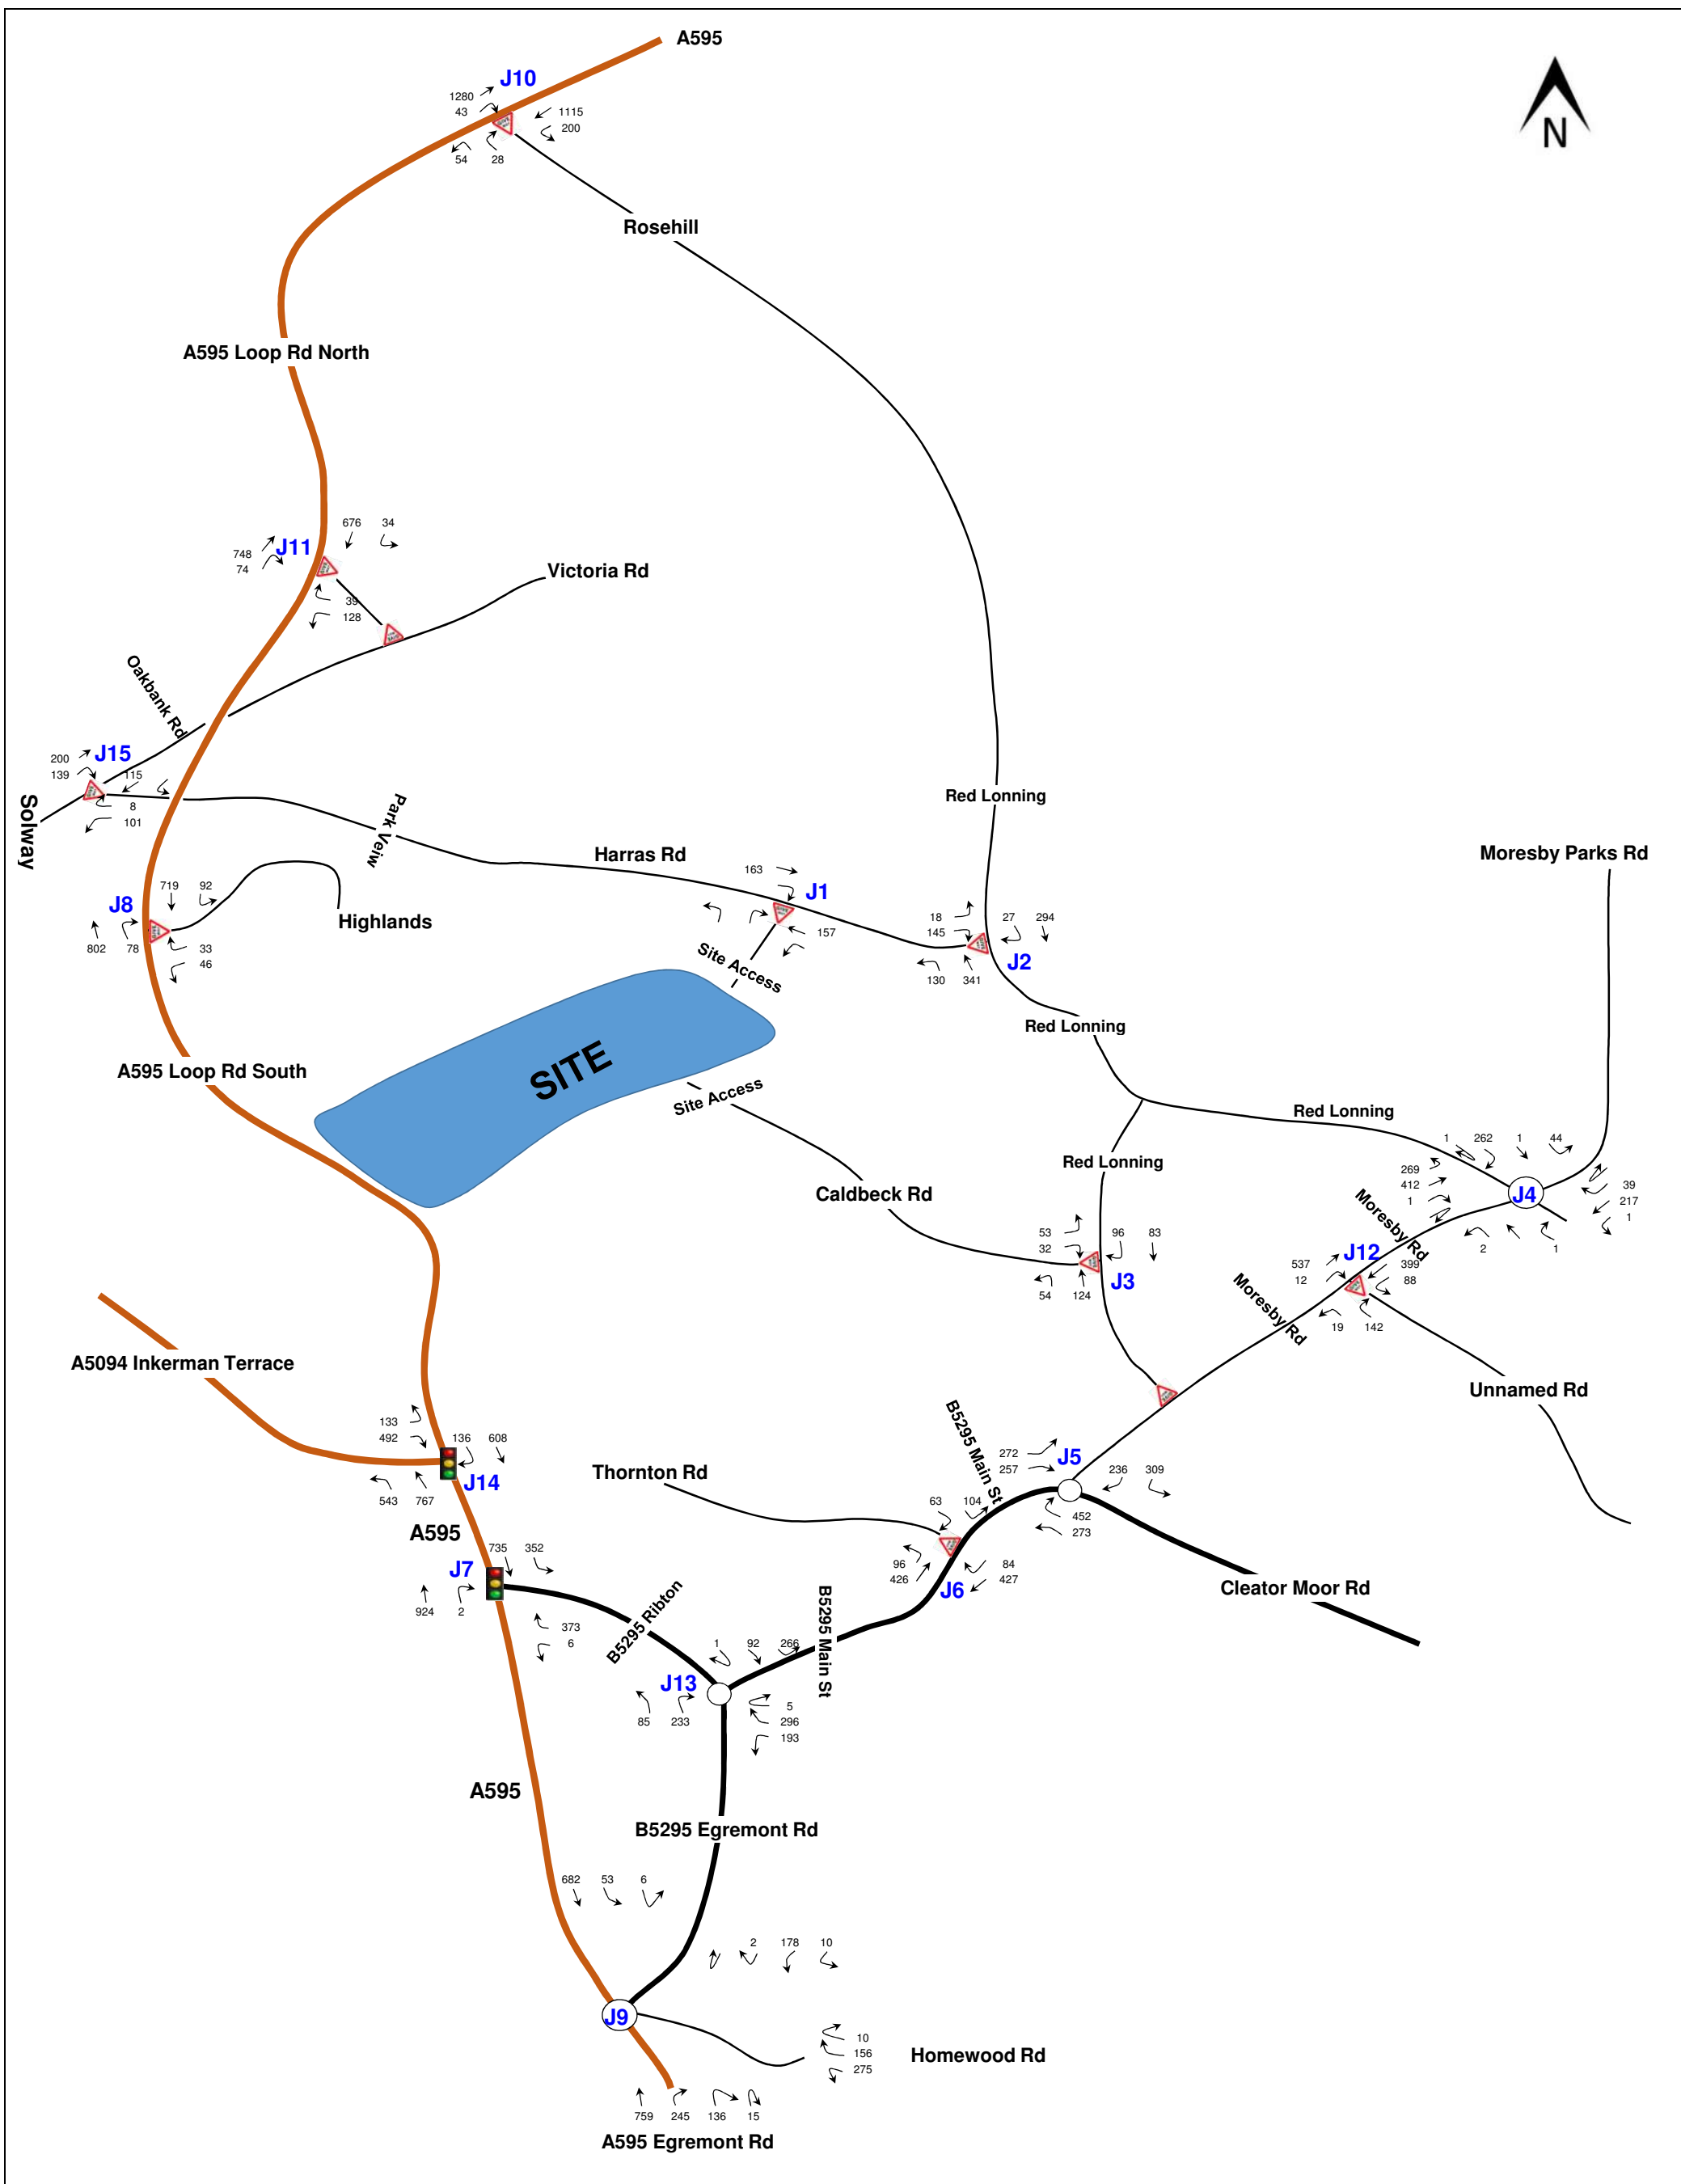 A595
J10
1280
43
1115
200
54 28
N
Rosehill
A595 Loop Rd North
676 34
J11
748
74
39
128
Victoria Rd
Oakbank Rd
J15
200
139
115
8
101
Solway
Park Veiw
Red Lonning
Harras Rd
Moresby Parks Rd
163
J1
157
Site Access
719 92
J8
802 78
33
46
Highlands
18
145
27 294
J2
130 341
Red Lonning
A595 Loop Rd South
SITE
Site Access
Red Lonning
1 262 1 44
269
412
1
J4
39
217
1
2 1
Red Lonning
Caldbeck Rd
53
32
96 83
J3
54 124
Moresby Rd
J12
537
12
399
88
19 142
Moresby Rd
A5094 Inkerman Terrace
Unnamed Rd
133
492
136 608
J14
543 767
A595
B5295 Main St
J5
272
257
236 309
452
273
Thornton Rd
63 104
96
426
84
427
J6
Cleator Moor Rd
735 352
J7
924 2
373
6
B5295 Ribton
B5295 Main St
1 92 266
J13
85 233
5
296
193
A595
B5295 Egremont Rd
682 53 6
2 178 10
J9
10
156
275
Homewood Rd
759 245 136 15
A595 Egremont Rd